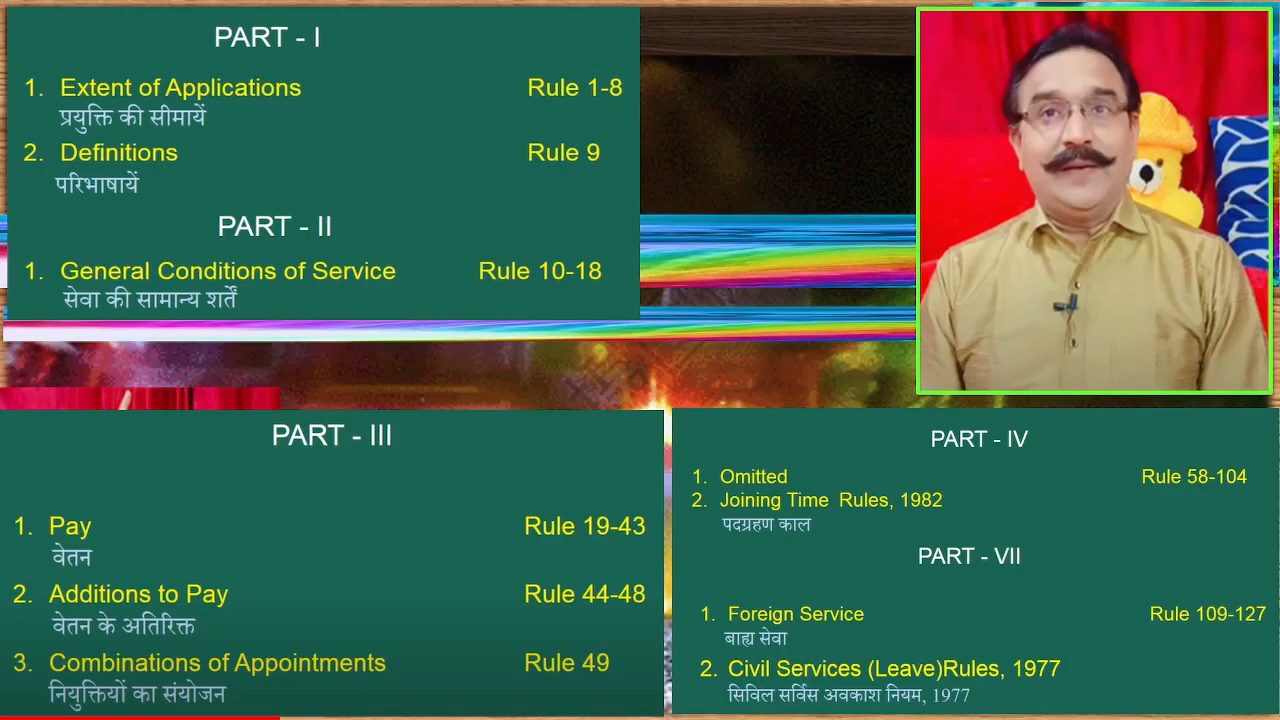 PART - I
1. Extent of Applications Rule 1-8
प्रयुक्ति की सीमायें
2. Definitions Rule 9
परिभाषायें
PART - II
1. General Conditions of Service Rule 10-18
सेवा की सामान्य शर्तें
PART - III
1. Pay Rule 19-43
वेतन
2. Additions to Pay Rule 44-48
वेतन के अतिरिक्त
3. Combinations of Appointments Rule 49
नियुक्तियों का संयोजन
PART - IV
1. Omitted Rule 58-104
2. Joining Time Rules, 1982
पदग्रहण काल
PART - VII
1. Foreign Service Rule 109-127
बाह्य सेवा
2. Civil Services (Leave)Rules, 1977
सिविल सर्विस अवकाश नियम, 1977